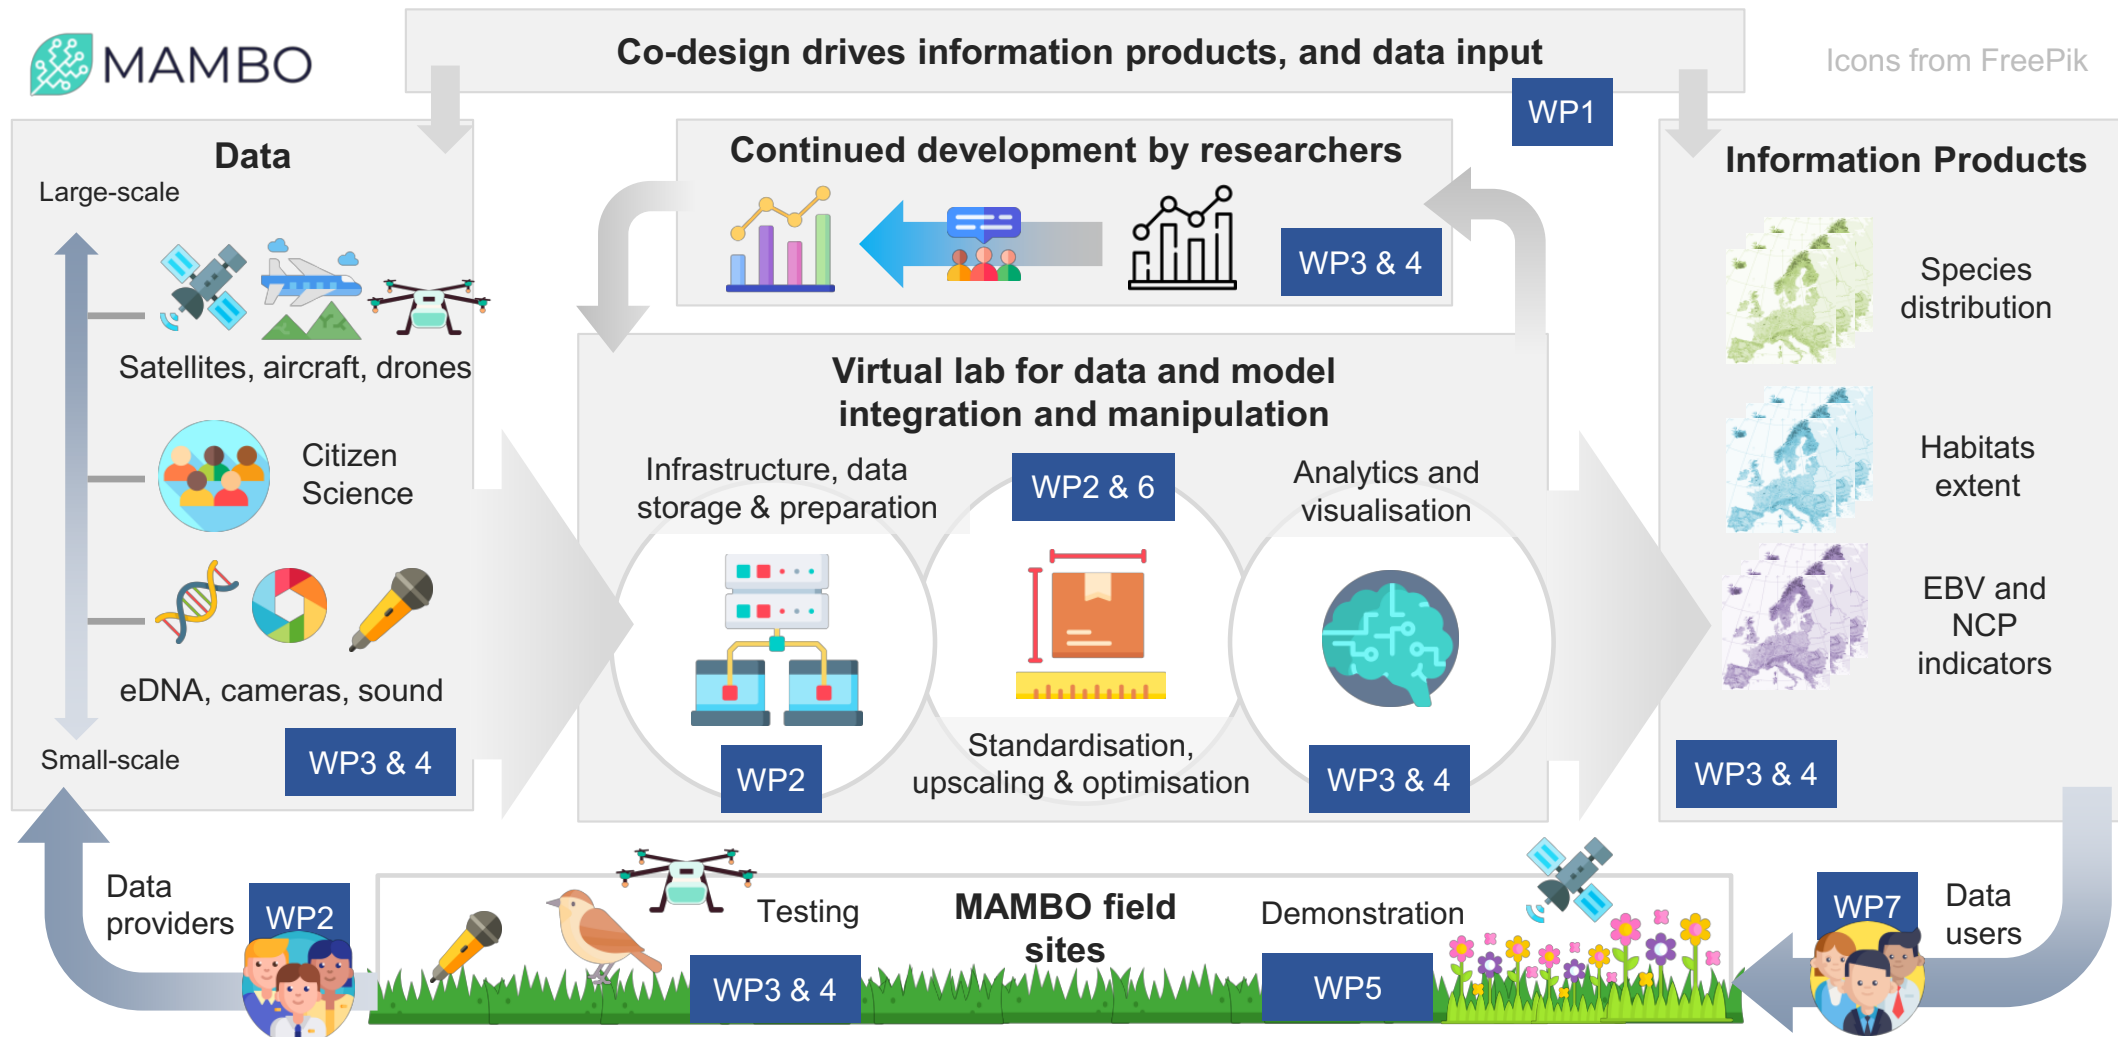 MAMBO
Co-design drives information products, and data input
Icons from FreePik
WP1
Data
Large-scale
Satellites, aircraft, drones
Citizen
Science
eDNA, cameras, sound
Small-scale
WP3 & 4
Continued development by researchers
WP3 & 4
Virtual lab for data and model
integration and manipulation
Infrastructure, data
storage & preparation
WP2
WP2 & 6
Standardisation,
upscaling & optimisation
Analytics and
visualisation
WP3 & 4
Information Products
Species
distribution
Habitats
extent
EBV and
NCP
indicators
WP3 & 4
Data
providers
WP2
Testing
WP3 & 4
MAMBO field
sites
Demonstration
WP5
WP7
Data
users